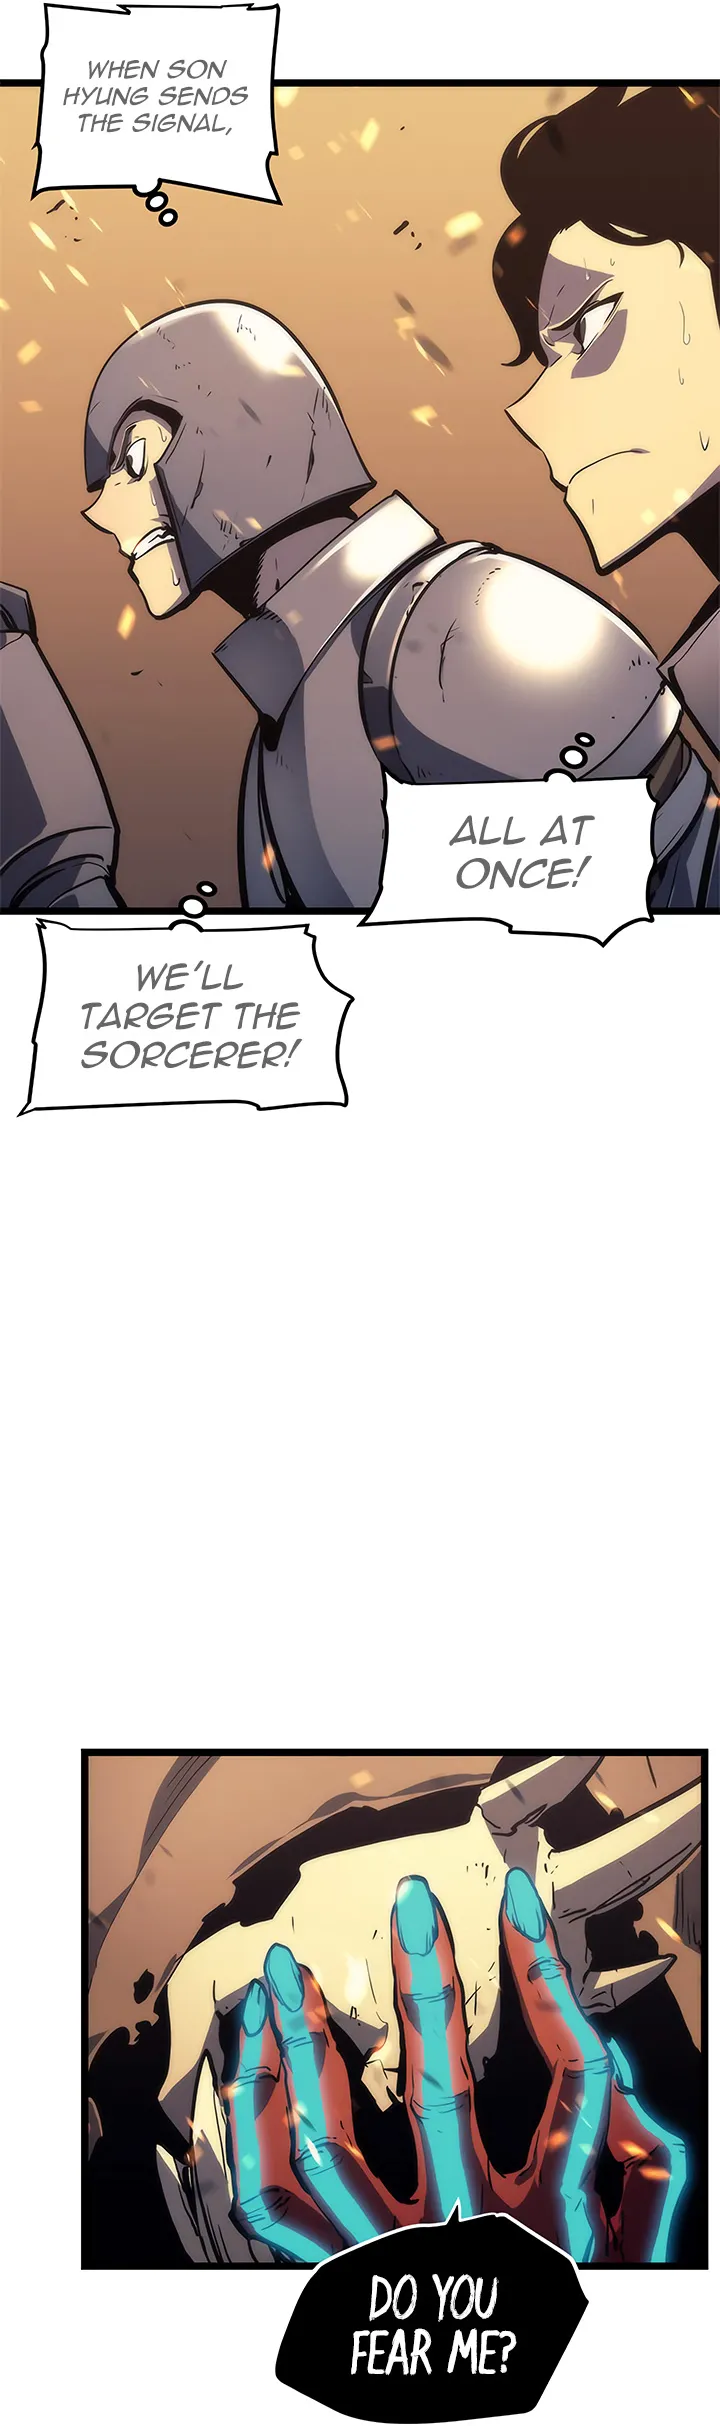 WHEN SON
HYUNG SENDS
THE SIGNAL,
ALL AT
ONCE!
WE'LL
TARGET THE
SORCERER!
DO YOU
FEAR ME?